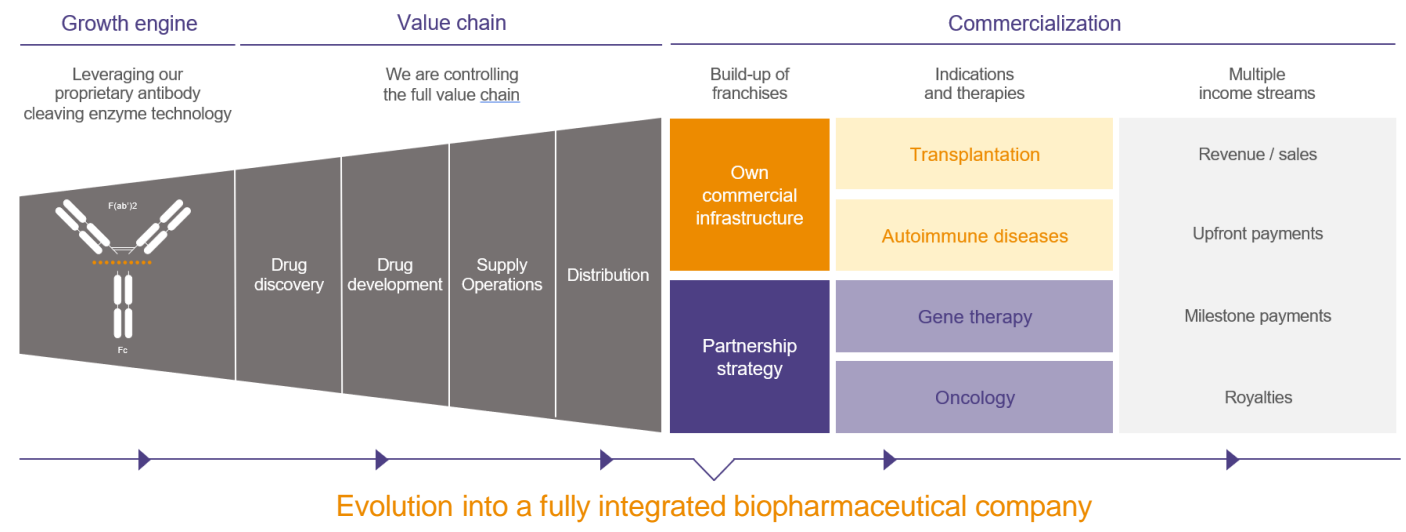 Growth engine
Value chain
Commercialization
Leveraging our
proprietary antibody
cleaving enzyme technology
We are controlling
the full value chain
Build-up of
franchises
Indications
and therapies
Multiple
income streams
F(ab')2
Fc
Drug
discovery
Drug
development
Supply
Operations
Distribution
Own
commercial
infrastructure
Partnership
strategy
Transplantation
Autoimmune diseases
Gene therapy
Oncology
Revenue / sales
Upfront payments
Milestone payments
Royalties
Evolution into a fully integrated biopharmaceutical company